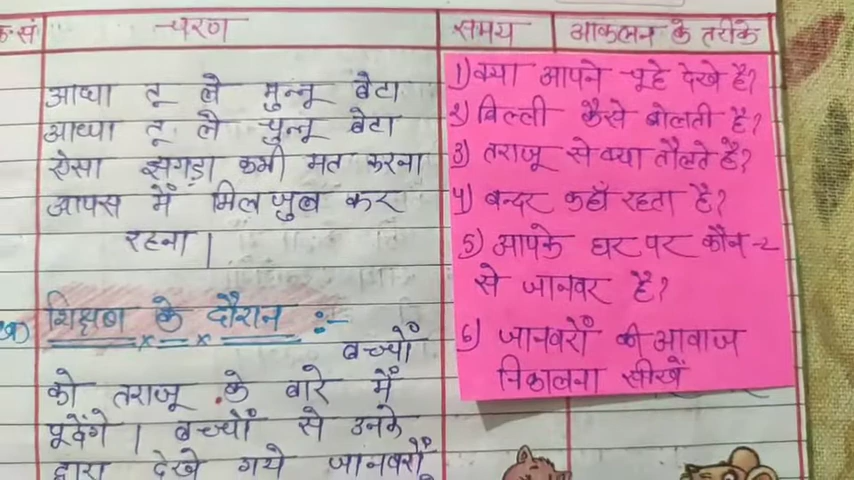 क्र सं चरण समय आकलन के तरीके
आधा तू ले मुन्नू बेटा
आधा तू ले चुन्नू बेटा
ऐसा झगड़ा कभी मत करना
आपस में मिलजुल कर
रहना।
ख) शिक्षण के दौरान :-
बच्चों
को तराजू के बारे में
पूछेंगे। बच्चों से उनके
द्वारा देखे गये जानवरों
1) क्या आपने चूहे देखे है?
2) बिल्ली कैसे बोलती है?
3) तराजू से क्या तौलते है?
4) बन्दर कहाँ रहता है?
5) आपके घर पर कौन-2
से जानवर है?
6) जानवरों की आवाज
निकालना सीखें